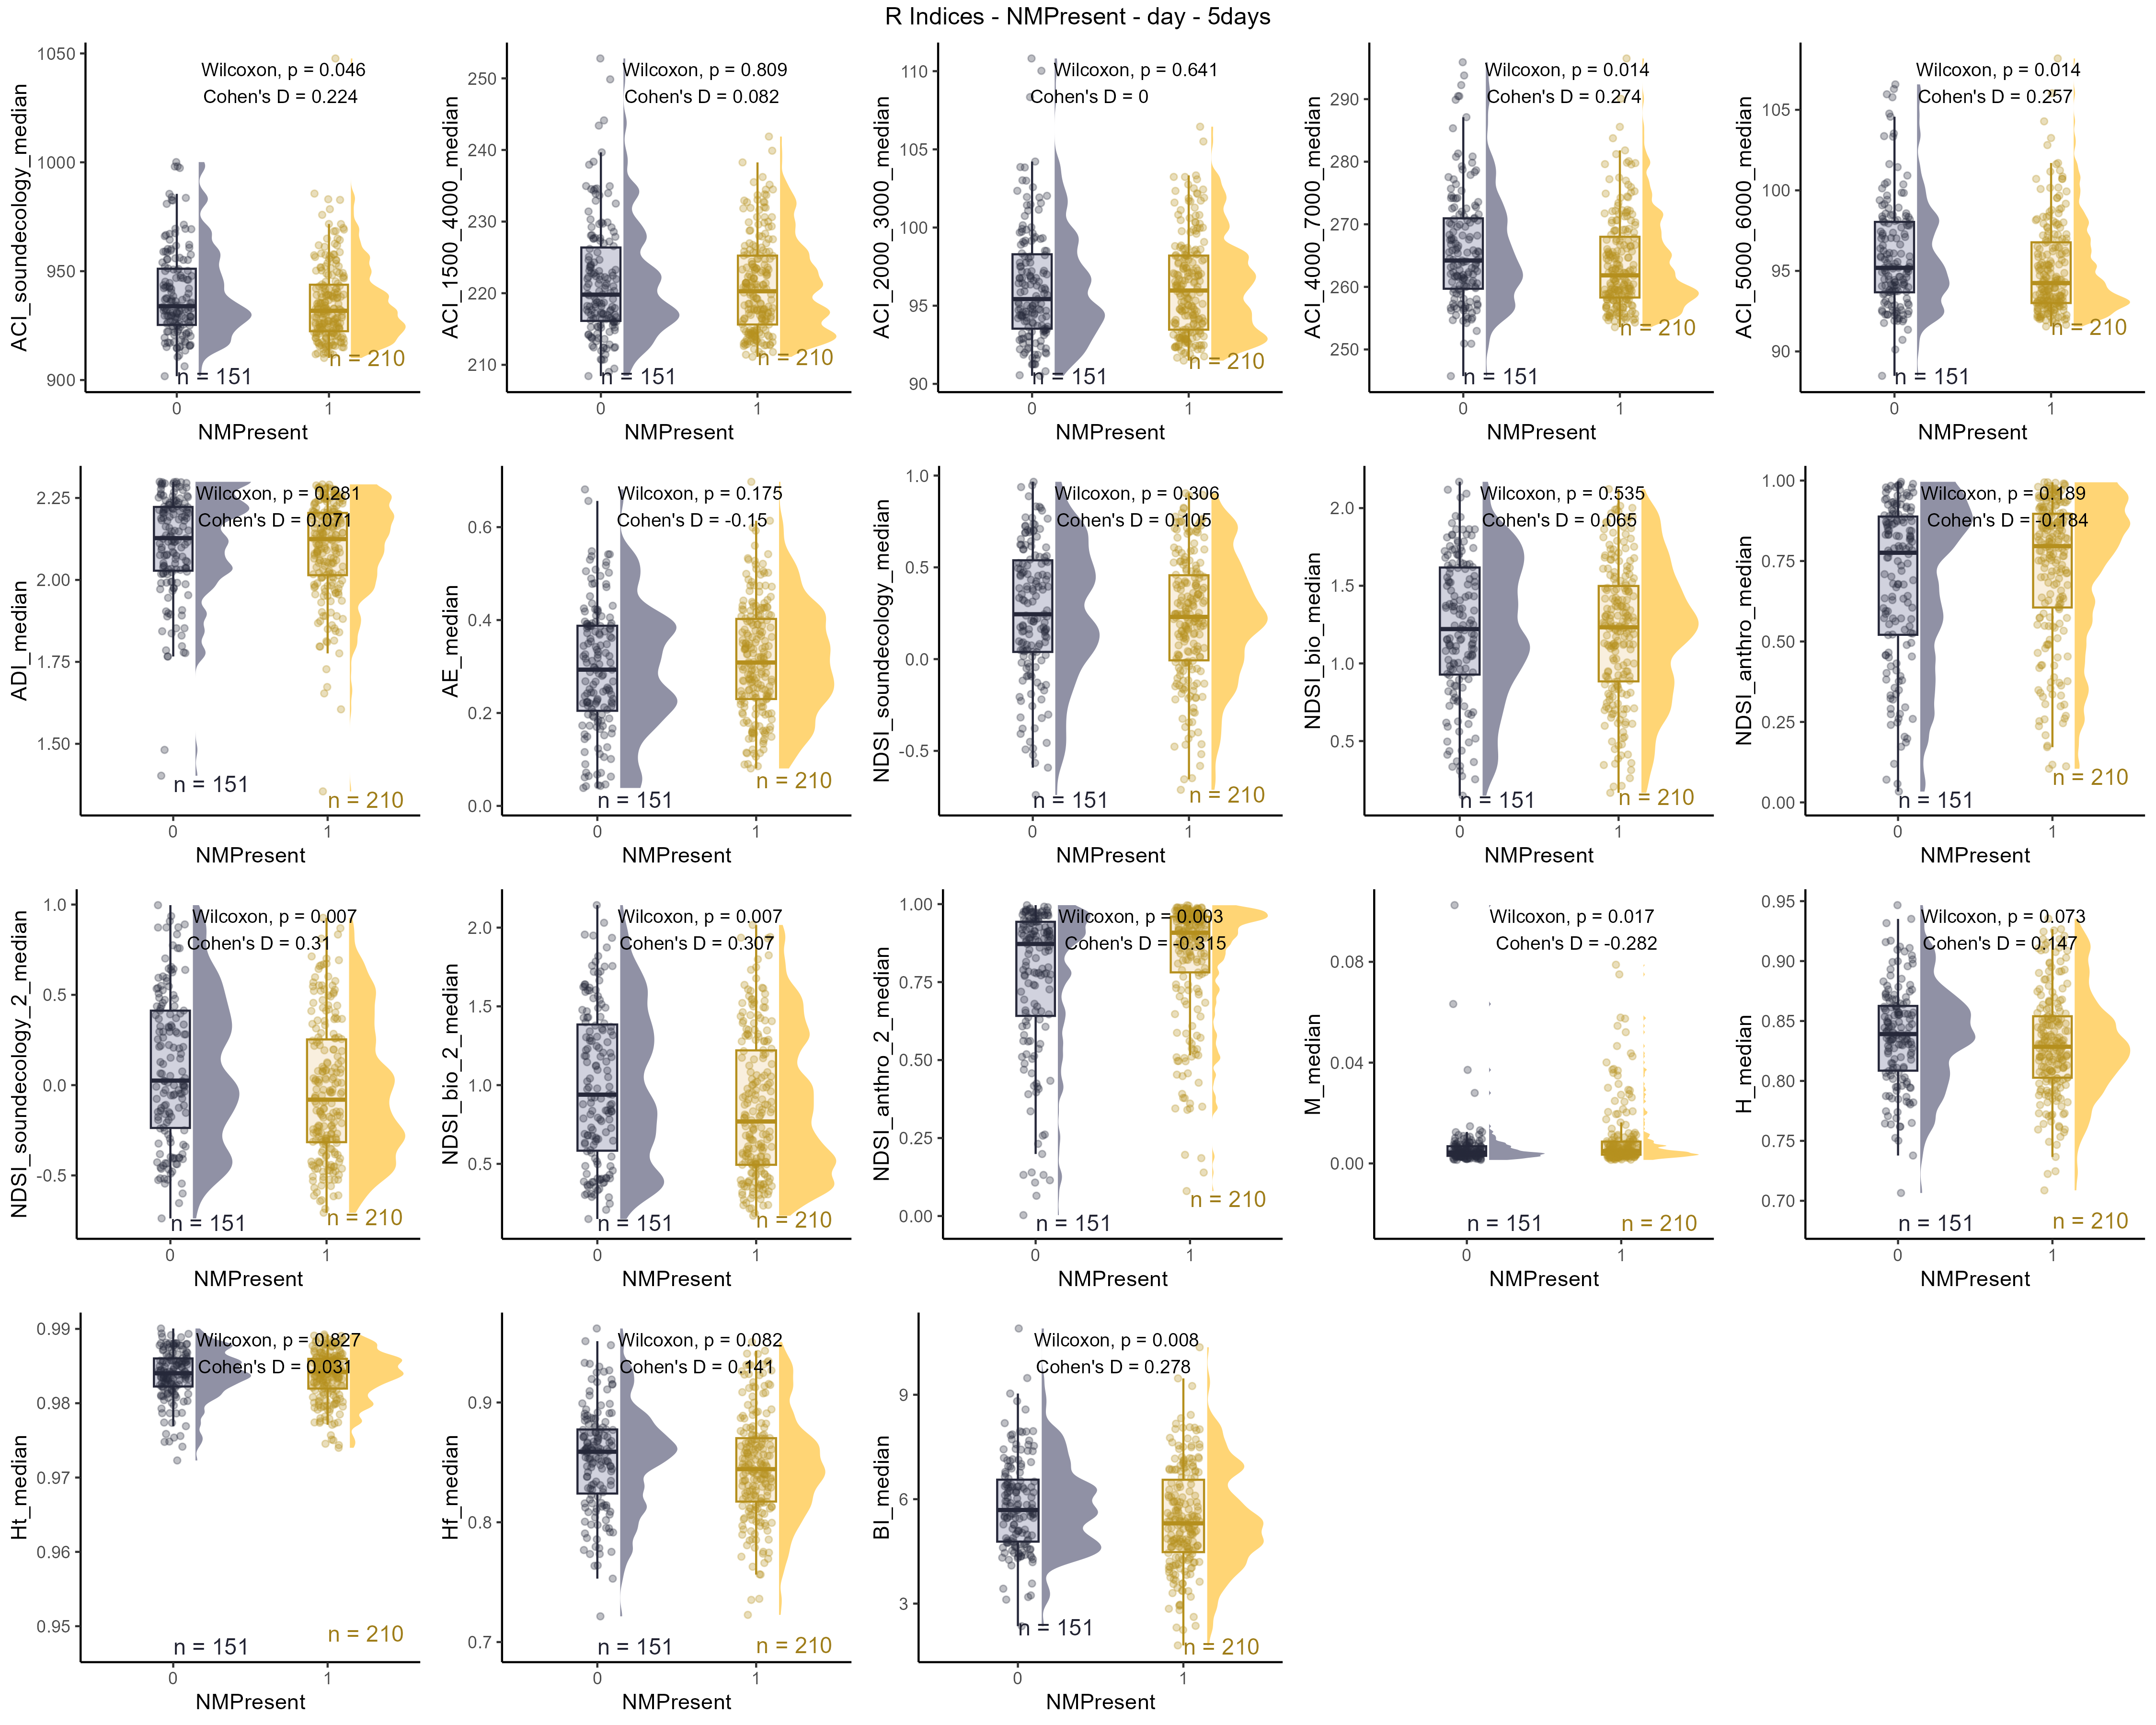 R Indices - NMPresent - day - 5days
ACI_soundecology_median
1050
1000
950
900
Wilcoxon, p = 0.046
Cohen's D = 0.224
n = 151
n = 210
0
1
NMPresent
ACI_1500_4000_median
250
240
230
220
210
Wilcoxon, p = 0.809
Cohen's D = 0.082
n = 151
n = 210
0
1
NMPresent
ACI_2000_3000_median
110
105
100
95
90
Wilcoxon, p = 0.641
Cohen's D = 0
n = 151
n = 210
0
1
NMPresent
ACI_4000_7000_median
290
280
270
260
250
Wilcoxon, p = 0.014
Cohen's D = 0.274
n = 151
n = 210
0
1
NMPresent
ACI_5000_6000_median
105
100
95
90
Wilcoxon, p = 0.014
Cohen's D = 0.257
n = 151
n = 210
0
1
NMPresent
ADI_median
2.25
2.00
1.75
1.50
Wilcoxon, p = 0.281
Cohen's D = 0.071
n = 151
n = 210
0
1
NMPresent
AE_median
0.6
0.4
0.2
0.0
Wilcoxon, p = 0.175
Cohen's D = -0.15
n = 151
n = 210
0
1
NMPresent
NDSI_soundecology_median
1.0
0.5
0.0
-0.5
Wilcoxon, p = 0.306
Cohen's D = 0.105
n = 151
n = 210
0
1
NMPresent
NDSI_bio_median
2.0
1.5
1.0
0.5
Wilcoxon, p = 0.535
Cohen's D = 0.065
n = 151
n = 210
0
1
NMPresent
NDSI_anthro_median
1.00
0.75
0.50
0.25
0.00
Wilcoxon, p = 0.189
Cohen's D = -0.184
n = 151
n = 210
0
1
NMPresent
NDSI_soundecology_2_median
1.0
0.5
0.0
-0.5
Wilcoxon, p = 0.007
Cohen's D = 0.31
n = 151
n = 210
0
1
NMPresent
NDSI_bio_2_median
2.0
1.5
1.0
0.5
Wilcoxon, p = 0.007
Cohen's D = 0.307
n = 151
n = 210
0
1
NMPresent
NDSI_anthro_2_median
1.00
0.75
0.50
0.25
0.00
Wilcoxon, p = 0.003
Cohen's D = -0.315
n = 151
n = 210
0
1
NMPresent
M_median
0.08
0.04
0.00
Wilcoxon, p = 0.017
Cohen's D = -0.282
n = 151
n = 210
0
1
NMPresent
H_median
0.95
0.90
0.85
0.80
0.75
0.70
Wilcoxon, p = 0.073
Cohen's D = 0.147
n = 151
n = 210
0
1
NMPresent
Ht_median
0.99
0.98
0.97
0.96
0.95
Wilcoxon, p = 0.827
Cohen's D = 0.031
n = 151
n = 210
0
1
NMPresent
Hf_median
0.9
0.8
0.7
Wilcoxon, p = 0.082
Cohen's D = 0.141
n = 151
n = 210
0
1
NMPresent
BI_median
9
6
3
Wilcoxon, p = 0.008
Cohen's D = 0.278
n = 151
n = 210
0
1
NMPresent